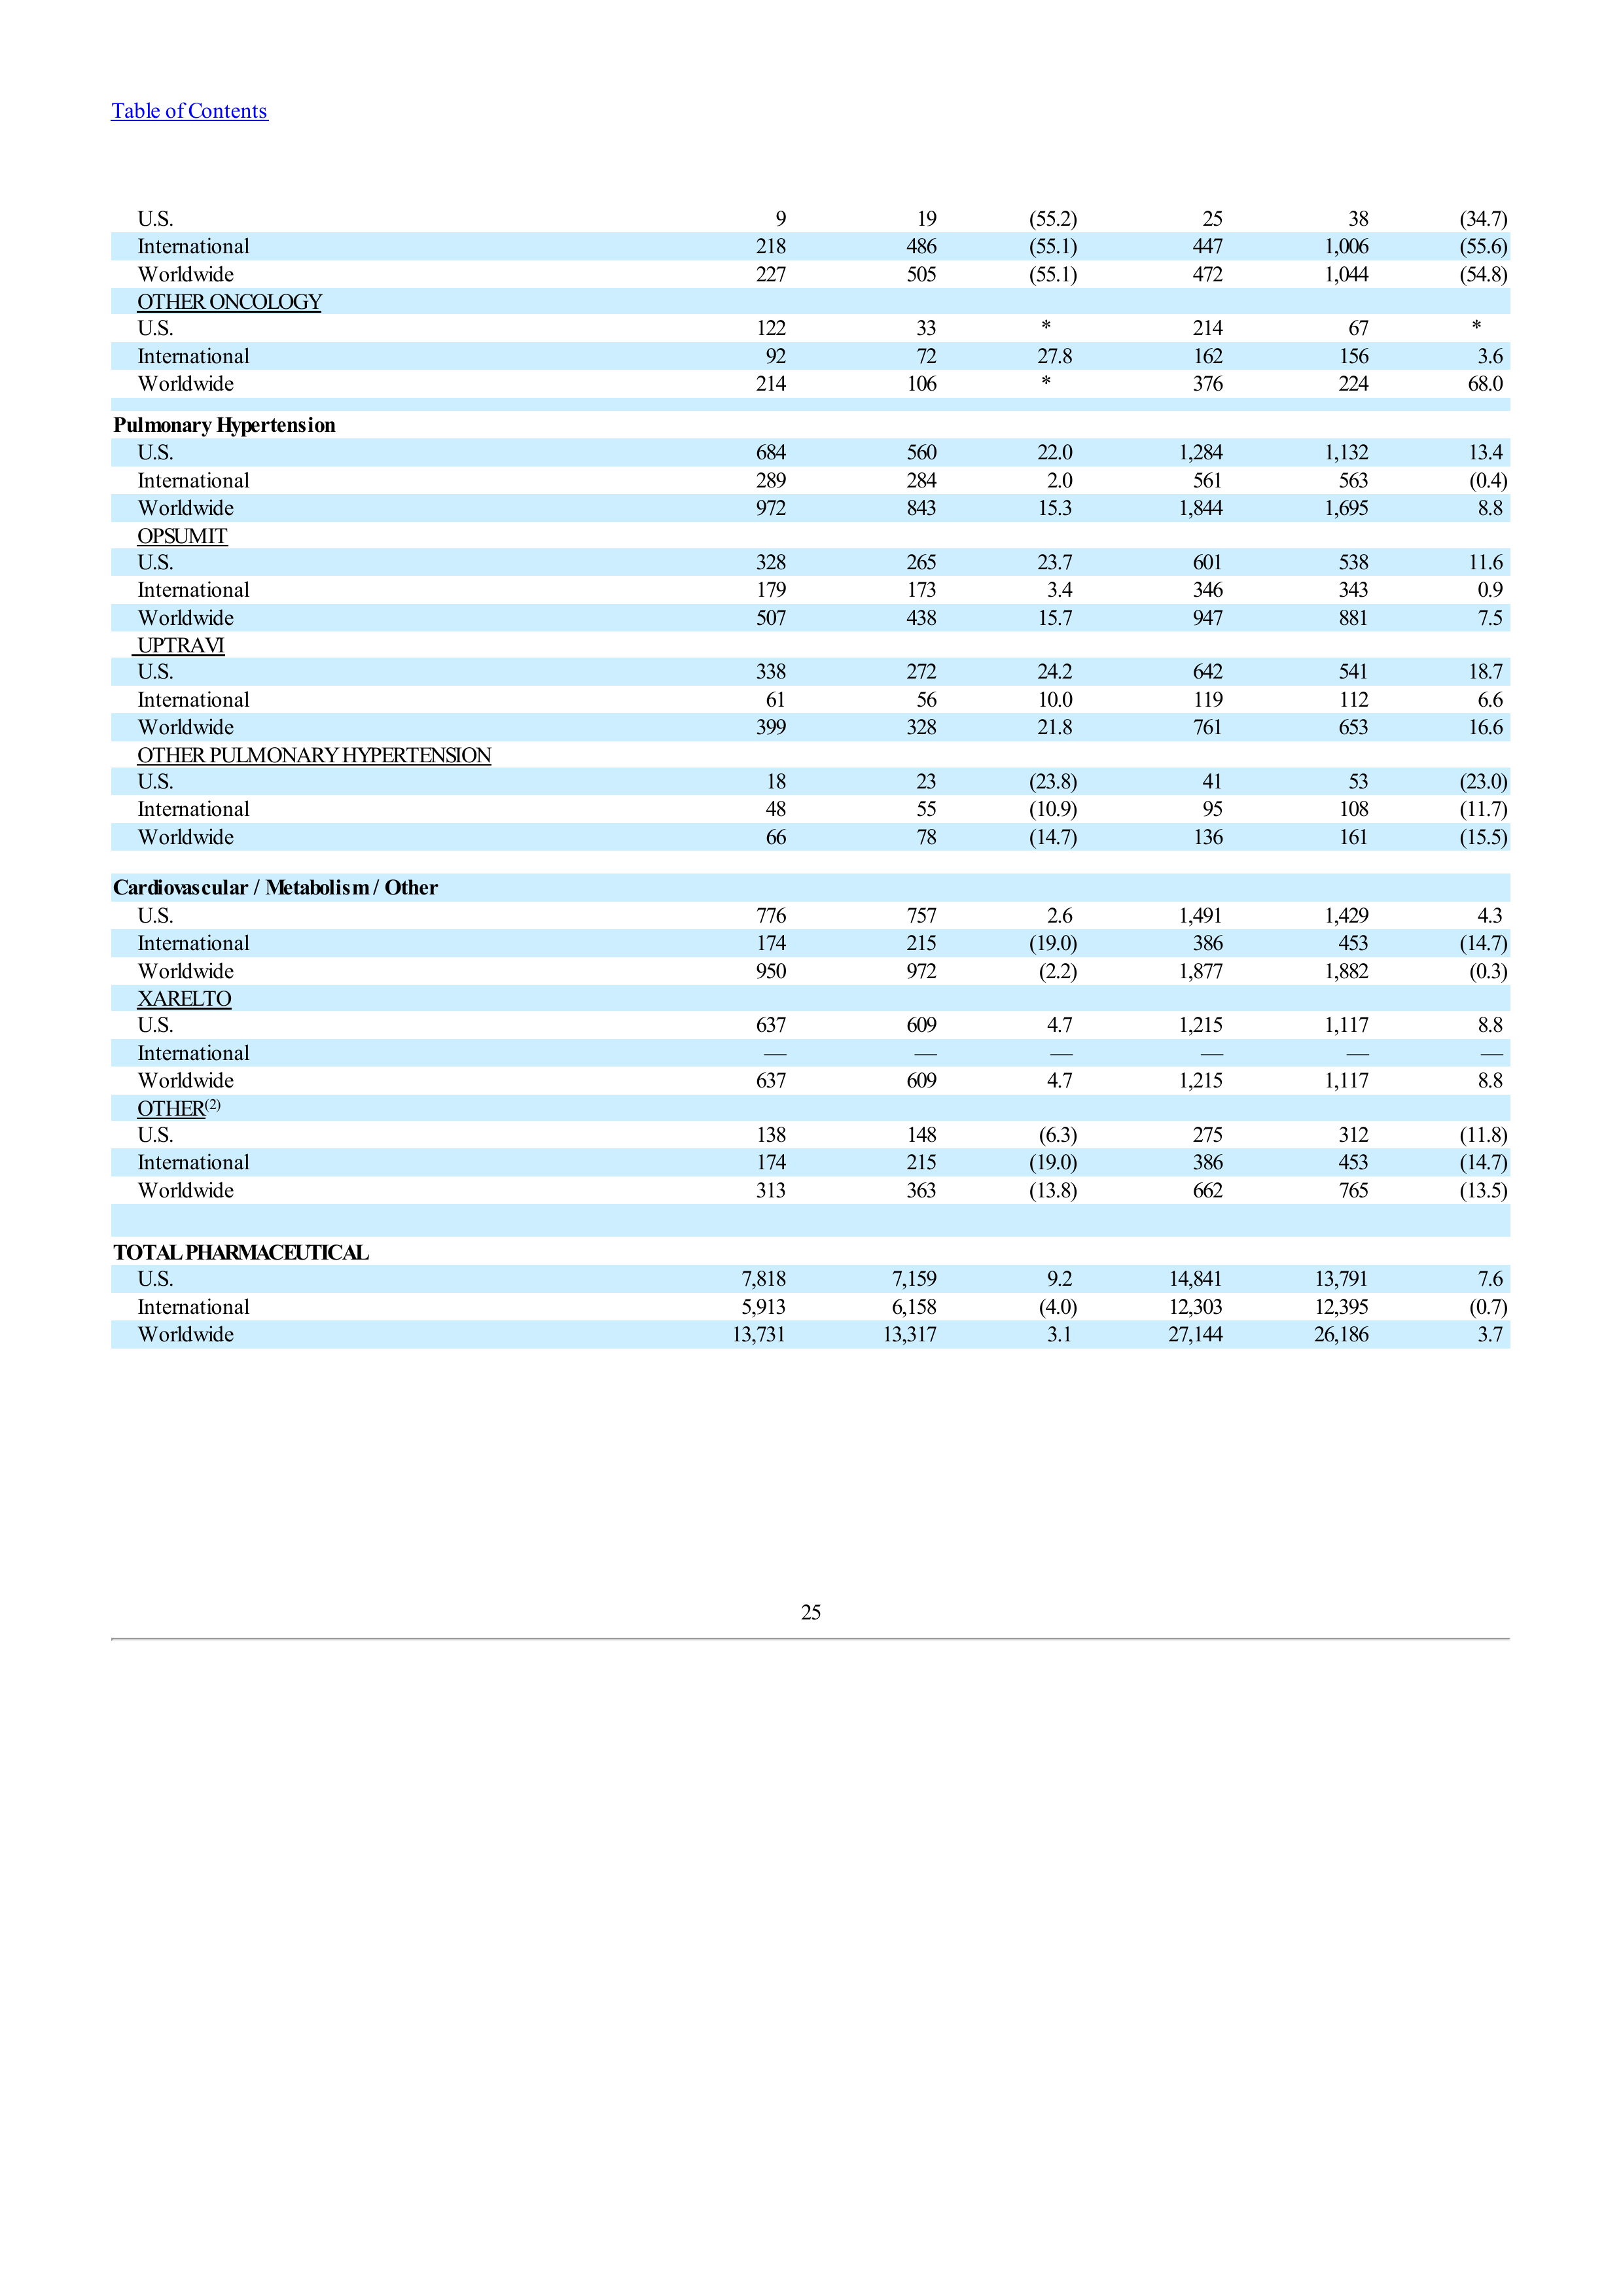 Table of Contents
U.S. 9 19 (55.2) 25 38 (34.7)
International 218 486 (55.1) 447 1,006 (55.6)
Worldwide 227 505 (55.1) 472 1,044 (54.8)
OTHER ONCOLOGY
U.S. 122 33 * 214 67 *
International 92 72 27.8 162 156 3.6
Worldwide 214 106 * 376 224 68.0
Pulmonary Hypertension
U.S. 684 560 22.0 1,284 1,132 13.4
International 289 284 2.0 561 563 (0.4)
Worldwide 972 843 15.3 1,844 1,695 8.8
OPSUMIT
U.S. 328 265 23.7 601 538 11.6
International 179 173 3.4 346 343 0.9
Worldwide 507 438 15.7 947 881 7.5
UPTRAVI
U.S. 338 272 24.2 642 541 18.7
International 61 56 10.0 119 112 6.6
Worldwide 399 328 21.8 761 653 16.6
OTHER PULMONARY HYPERTENSION
U.S. 18 23 (23.8) 41 53 (23.0)
International 48 55 (10.9) 95 108 (11.7)
Worldwide 66 78 (14.7) 136 161 (15.5)
Cardiovascular / Metabolism / Other
U.S. 776 757 2.6 1,491 1,429 4.3
International 174 215 (19.0) 386 453 (14.7)
Worldwide 950 972 (2.2) 1,877 1,882 (0.3)
XARELTO
U.S. 637 609 4.7 1,215 1,117 8.8
International — — — — — —
Worldwide 637 609 4.7 1,215 1,117 8.8
OTHER(2)
U.S. 138 148 (6.3) 275 312 (11.8)
International 174 215 (19.0) 386 453 (14.7)
Worldwide 313 363 (13.8) 662 765 (13.5)
TOTAL PHARMACEUTICAL
U.S. 7,818 7,159 9.2 14,841 13,791 7.6
International 5,913 6,158 (4.0) 12,303 12,395 (0.7)
Worldwide 13,731 13,317 3.1 27,144 26,186 3.7
25